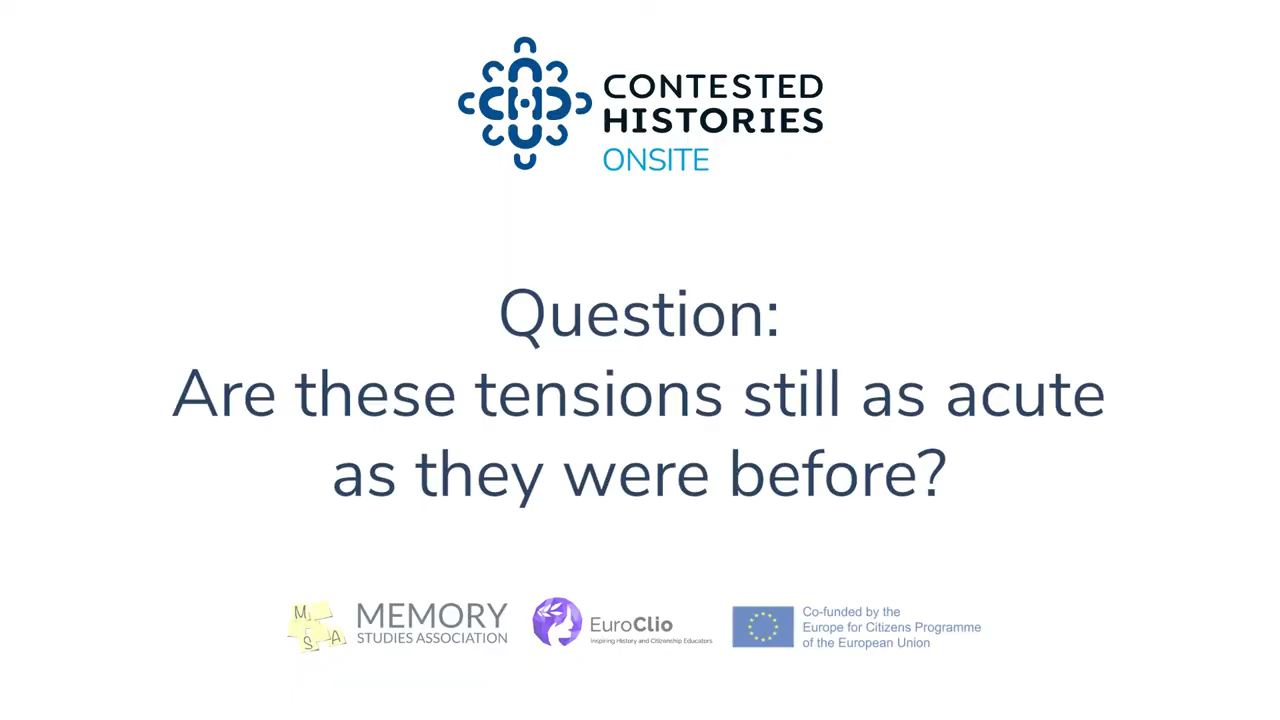 CONTESTED
HISTORIES
ONSITE
Question:
Are these tensions still as acute
as they were before?
M
S A
MEMORY
STUDIES ASSOCIATION
EuroClio
Inspiring History and Citizenship Educators
Co-funded by the
Europe for Citizens Programme
of the European Union